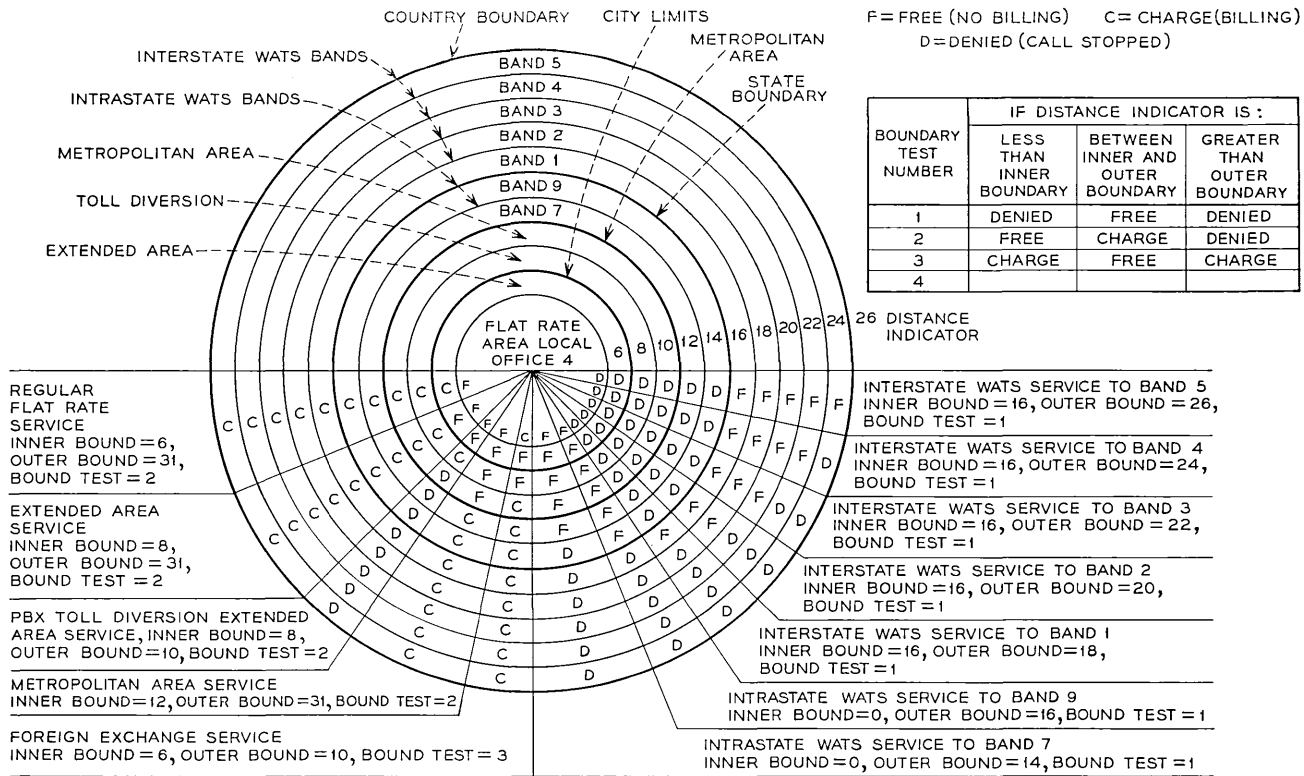 COUNTRY BOUNDARY
CITY LIMITS
F = FREE (NO BILLING) C = CHARGE(BILLING)
D = DENIED (CALL STOPPED)
INTERSTATE WATS BANDS
METROPOLITAN
AREA
INTRASTATE WATS BANDS
STATE
BOUNDARY
METROPOLITAN AREA
TOLL DIVERSION
EXTENDED AREA
BAND 5
BAND 4
BAND 3
BAND 2
BAND 1
BAND 9
BAND 7
FLAT RATE
AREA LOCAL
OFFICE 4
6 8 10 12 14 16 18 20 22 24 26 DISTANCE
INDICATOR
BOUNDARY
TEST
NUMBER
IF DISTANCE INDICATOR IS :
LESS
THAN
INNER
BOUNDARY
BETWEEN
INNER AND
OUTER
BOUNDARY
GREATER
THAN
OUTER
BOUNDARY
1 DENIED FREE DENIED
2 FREE CHARGE DENIED
3 CHARGE FREE CHARGE
4
REGULAR
FLAT RATE
SERVICE
INNER BOUND = 6,
OUTER BOUND = 31,
BOUND TEST = 2
C C C C C C C C C C F
EXTENDED AREA
SERVICE
INNER BOUND = 8,
OUTER BOUND = 31,
BOUND TEST = 2
PBX TOLL DIVERSION EXTENDED
AREA SERVICE, INNER BOUND = 8,
OUTER BOUND = 10, BOUND TEST = 2
METROPOLITAN AREA SERVICE
INNER BOUND = 12, OUTER BOUND = 31, BOUND TEST = 2
FOREIGN EXCHANGE SERVICE
INNER BOUND = 6, OUTER BOUND = 10, BOUND TEST = 3
INTERSTATE WATS SERVICE TO BAND 5
INNER BOUND = 16, OUTER BOUND = 26,
BOUND TEST = 1
INTERSTATE WATS SERVICE TO BAND 4
INNER BOUND = 16, OUTER BOUND = 24,
BOUND TEST = 1
INTERSTATE WATS SERVICE TO BAND 3
INNER BOUND = 16, OUTER BOUND = 22,
BOUND TEST = 1
INTERSTATE WATS SERVICE TO BAND 2
INNER BOUND = 16, OUTER BOUND = 20,
BOUND TEST = 1
INTERSTATE WATS SERVICE TO BAND 1
INNER BOUND = 16, OUTER BOUND = 18,
BOUND TEST = 1
INTRASTATE WATS SERVICE TO BAND 9
INNER BOUND = 0, OUTER BOUND = 16, BOUND TEST = 1
INTRASTATE WATS SERVICE TO BAND 7
INNER BOUND = 0, OUTER BOUND = 14, BOUND TEST = 1